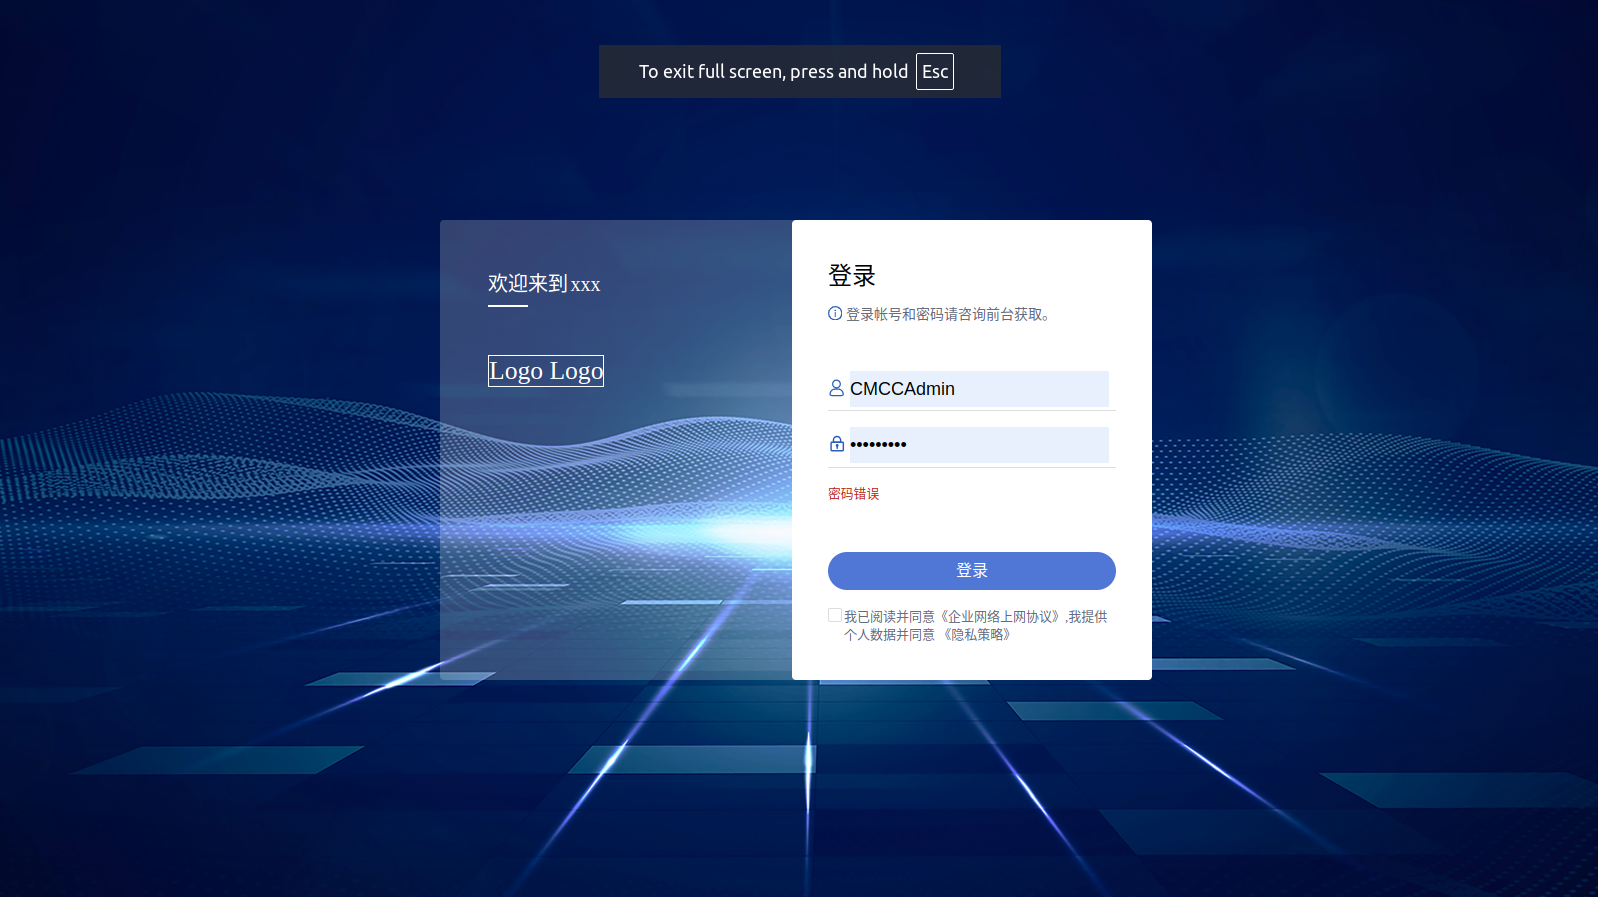 To exit full screen, press and hold Esc
欢迎来到xxx
Logo Logo
登录
登录帐号和密码请咨询前台获取。
CMCCAdmin
•••••••••
密码错误
登录
我已阅读并同意《企业网络上网协议》,我提供
个人数据并同意 《隐私策略》